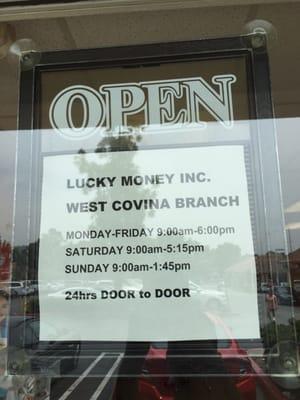 OPEN
LUCKY MONEY INC.
WEST COVINA BRANCH
MONDAY-FRIDAY 9:00am-6:00pm
SATURDAY 9:00am-5:15pm
SUNDAY 9:00am-1:45pm
24hrs DOOR to DOOR